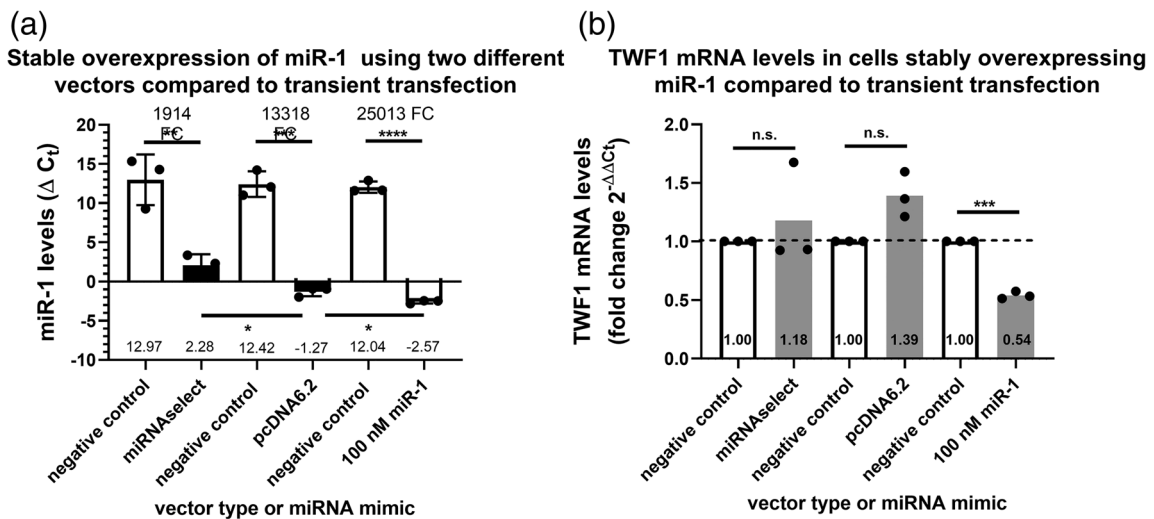 (a)
Stable overexpression of miR-1 using two different
vectors compared to transient transfection
1914
FC
13318
FC
25013 FC
**
***
****
miR-1 levels (Δ Ct)
20
15
10
5
0
-5
-10
*
*
12.97
2.28
12.42
-1.27
12.04
-2.57
negative control
miRNAselect
negative control
pcDNA6.2
negative control
100 nM miR-1
vector type or miRNA mimic
(b)
TWF1 mRNA levels in cells stably overexpressing
miR-1 compared to transient transfection
TWF1 mRNA levels
(fold change 2-ΔΔCt)
2.0
1.5
1.0
0.5
0.0
n.s.
n.s.
***
1.00
1.18
1.00
1.39
1.00
0.54
negative control
miRNAselect
negative control
pcDNA6.2
negative control
100 nM miR-1
vector type or miRNA mimic